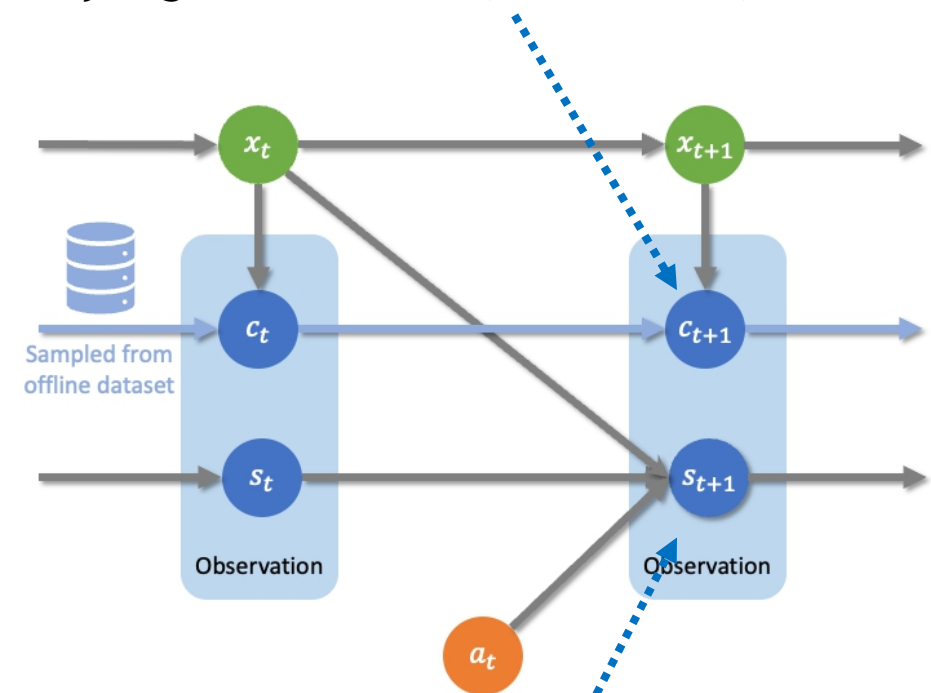 x_t
x_{t+1}
c_t
c_{t+1}
Sampled from
offline dataset
s_t
s_{t+1}
Observation
Observation
a_t